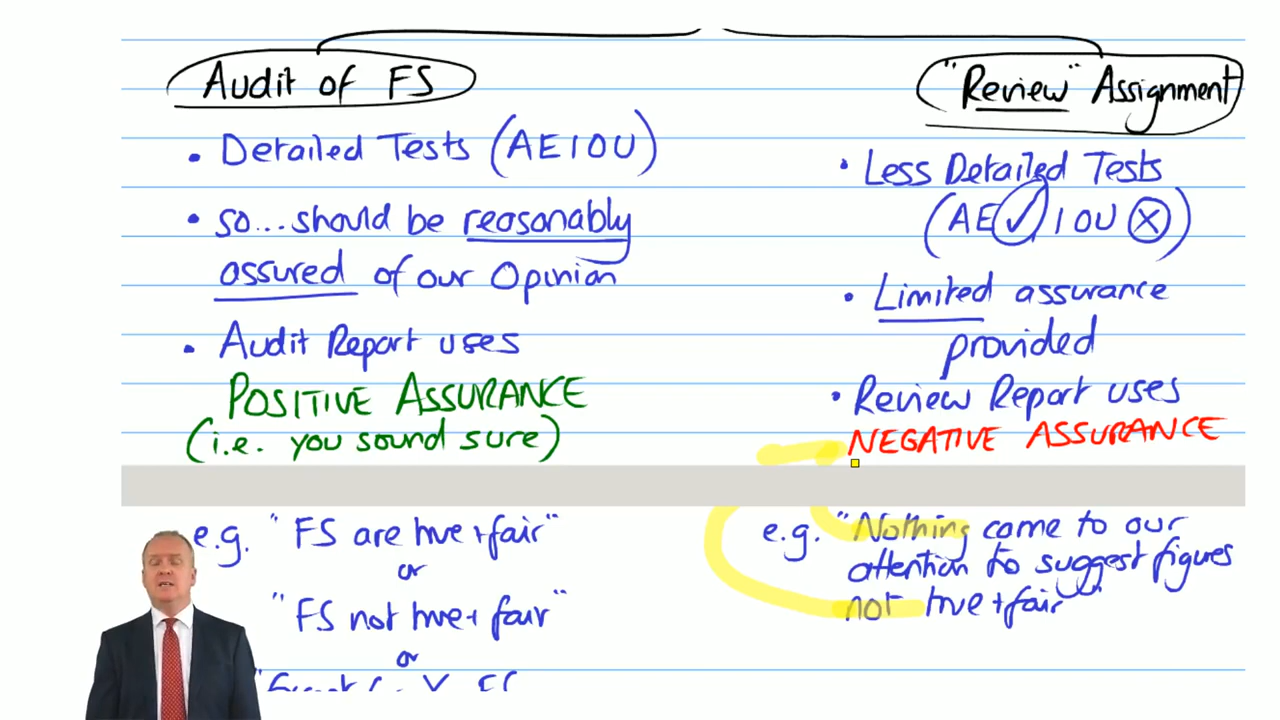 Audit of FS
• Detailed Tests (AEIOU)
• so... should be reasonably
assured of our Opinion
• Audit Report uses
POSITIVE ASSURANCE
(i.e. you sound sure)
e.g. "FS are true+fair"
or
"FS not true+fair"
or
"Review" Assignment
• Less Detailed Tests
(AE ✓ IOU ✗)
• Limited assurance
provided
• Review Report uses
NEGATIVE ASSURANCE
e.g. "Nothing come to our
attention to suggest figures
not true+fair"